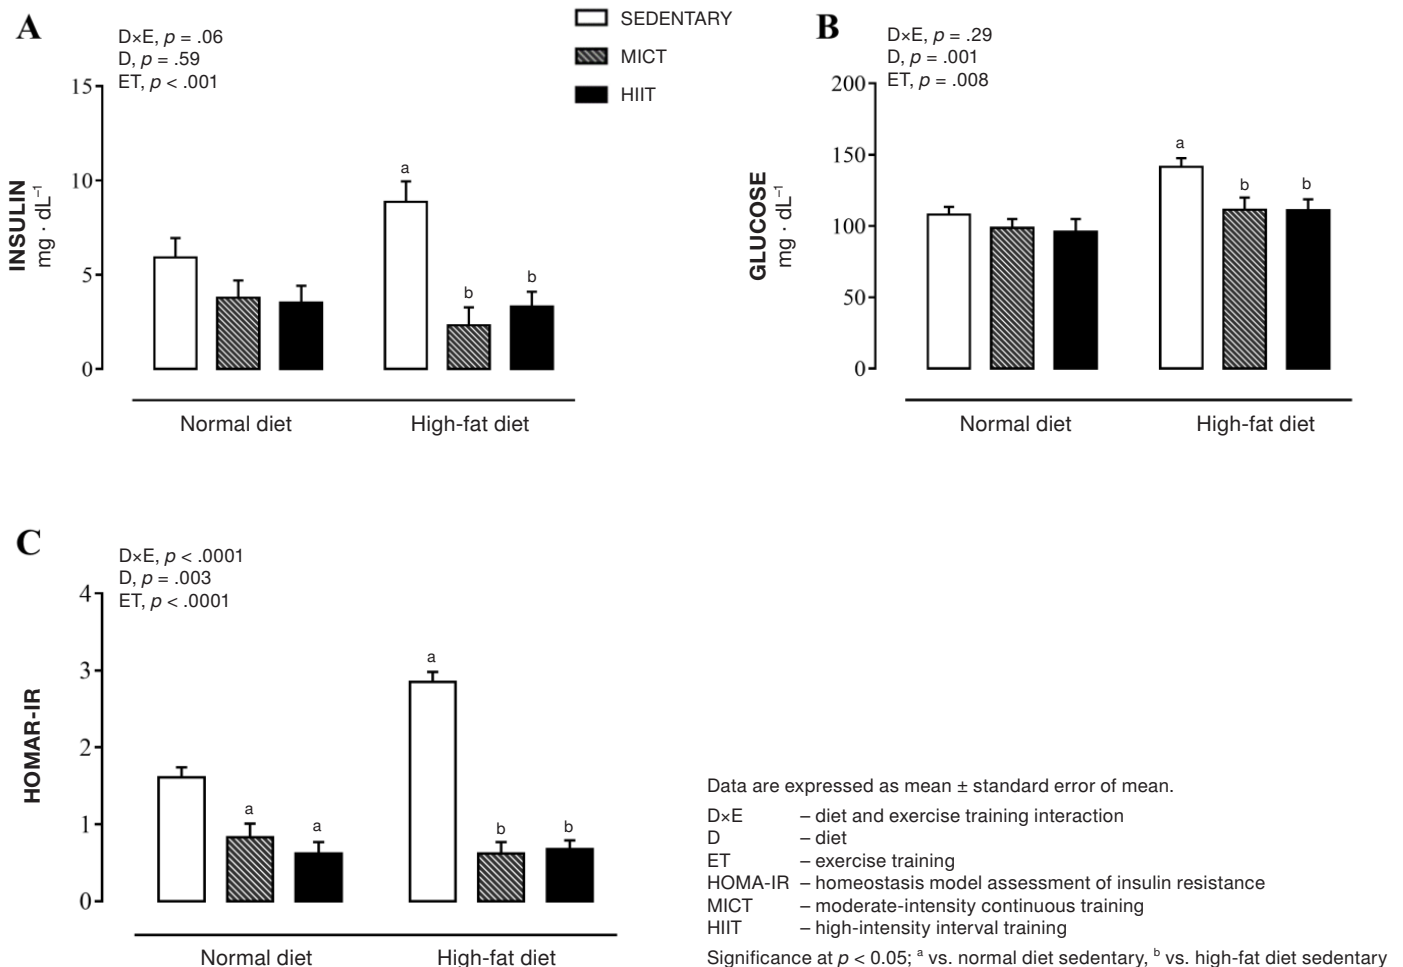 A
D×E, p = .06
D, p = .59
ET, p < .001
SEDENTARY
MICT
HIIT
INSULIN
mg · dL⁻¹
15
10
5
0
a
b
b
Normal diet
High-fat diet
B
D×E, p = .29
D, p = .001
ET, p = .008
GLUCOSE
mg · dL⁻¹
200
150
100
50
0
a
b
b
Normal diet
High-fat diet
C
D×E, p < .0001
D, p = .003
ET, p < .0001
HOMAR-IR
4
3
2
1
0
a
a
a
b
b
Normal diet
High-fat diet
Data are expressed as mean ± standard error of mean.
D×E – diet and exercise training interaction
D – diet
ET – exercise training
HOMA-IR – homeostasis model assessment of insulin resistance
MICT – moderate-intensity continuous training
HIIT – high-intensity interval training
Significance at p < 0.05; ᵃ vs. normal diet sedentary, ᵇ vs. high-fat diet sedentary